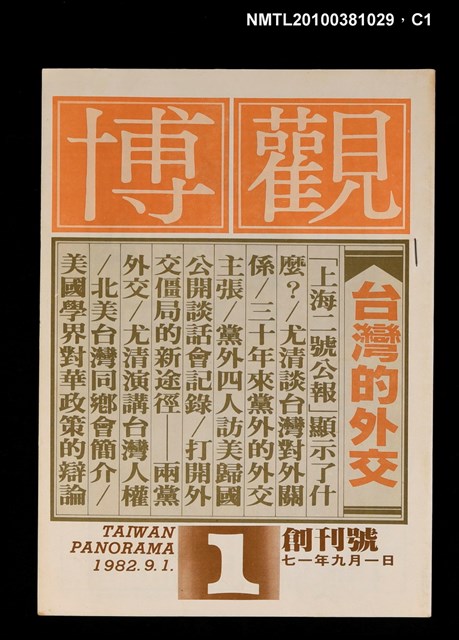 NMTL20100381029，C1
博觀
台灣的外交
「上海二號公報」顯示了什
麼？／尤清談台灣對外關
係／三十年來黨外的外交
主張／黨外四人訪美歸國
公開談話會記錄／打開外
交僵局的新途徑——兩黨
外交／尤清演講台灣人權
／北美台灣同鄉會簡介／
美國學界對華政策的辯論
TAIWAN
PANORAMA
1982.9.1.
1
創刊號
七一年九月一日